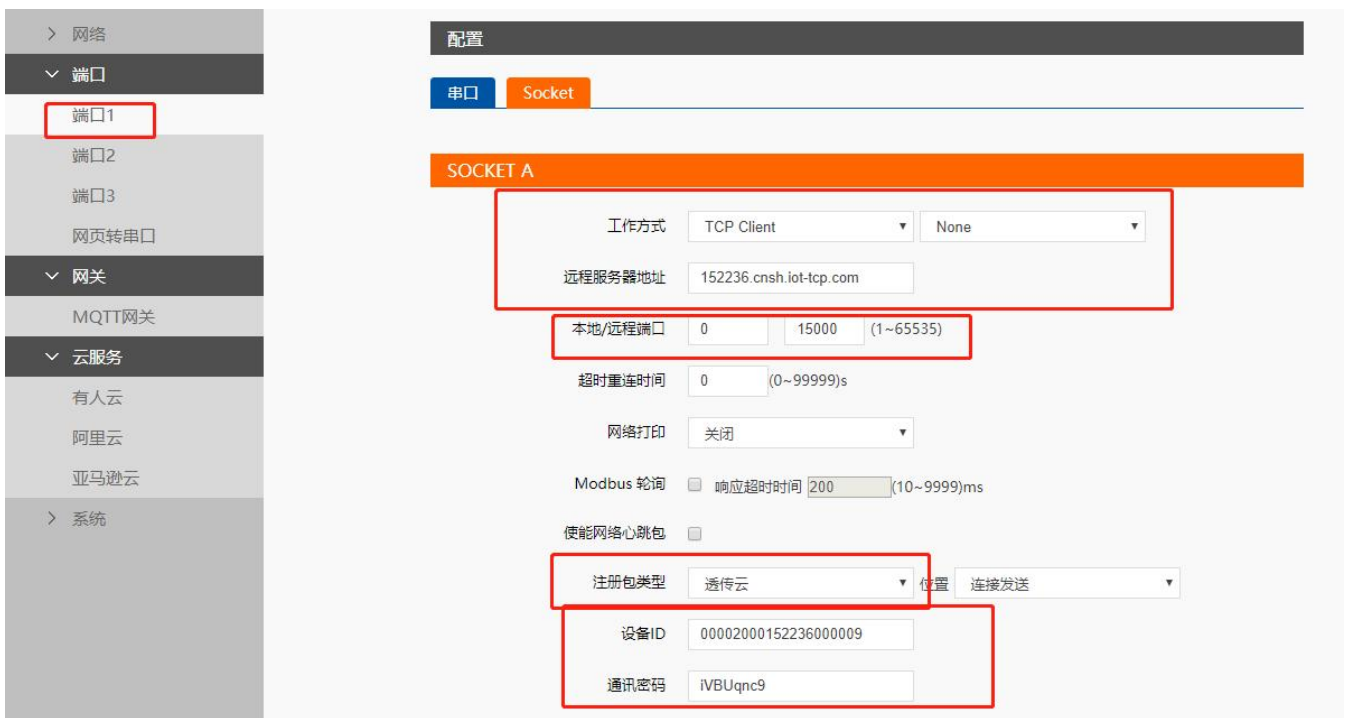 网络
端口
端口1
端口2
端口3
网页转串口
网关
MQTT网关
云服务
有人云
阿里云
亚马逊云
系统
配置
串口 Socket
SOCKET A
工作方式 TCP Client None
远程服务器地址 152236.cnsh.iot-tcp.com
本地/远程端口 0 15000 (1~65535)
超时重连时间 0 (0~99999)s
网络打印 关闭
Modbus 轮询 响应超时时间 200 (10~9999)ms
使能网络心跳包
注册包类型 透传云 位置 连接发送
设备ID 00002000152236000009
通讯密码 iVBUqnc9